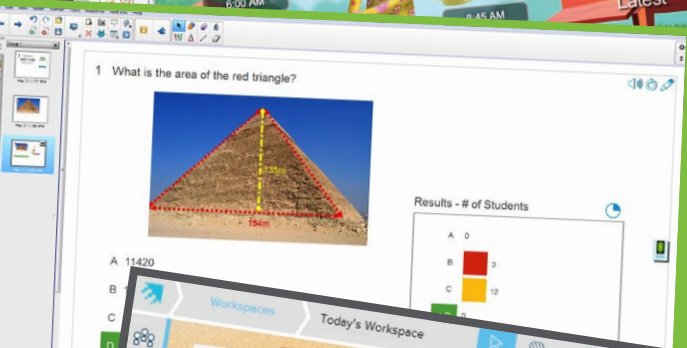 6:00 AM
8:45 AM
Latest
1 What is the area of the red triangle?
135m
184m
Results - # of Students
A 0
B 3
C 12
A 11420
B
C
D
Workspaces
Today's Workspace